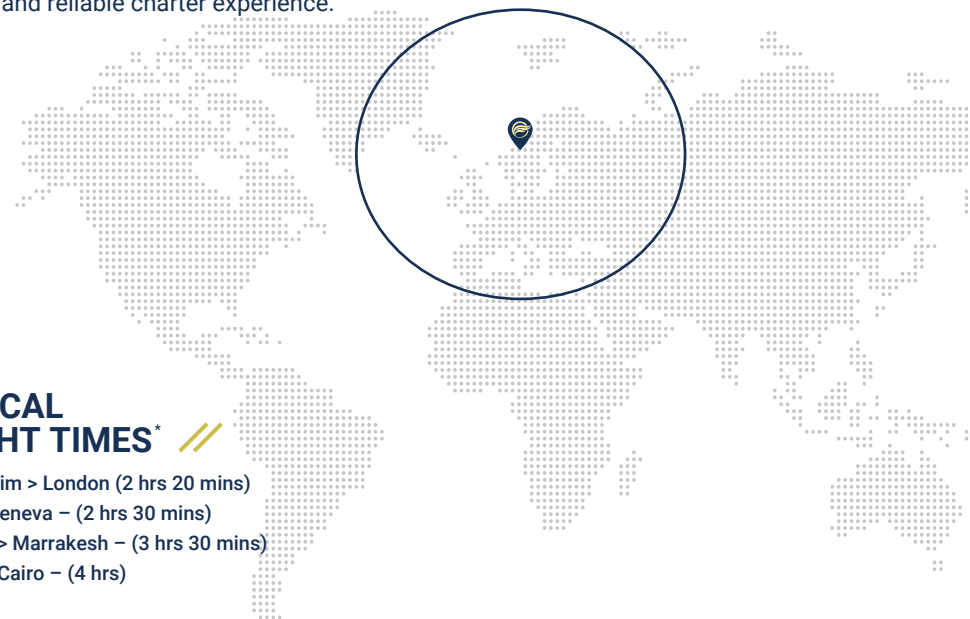 and reliable charter experience.
CAL
HT TIMES*
im > London (2 hrs 20 mins)
eneva – (2 hrs 30 mins)
> Marrakesh – (3 hrs 30 mins)
Cairo – (4 hrs)